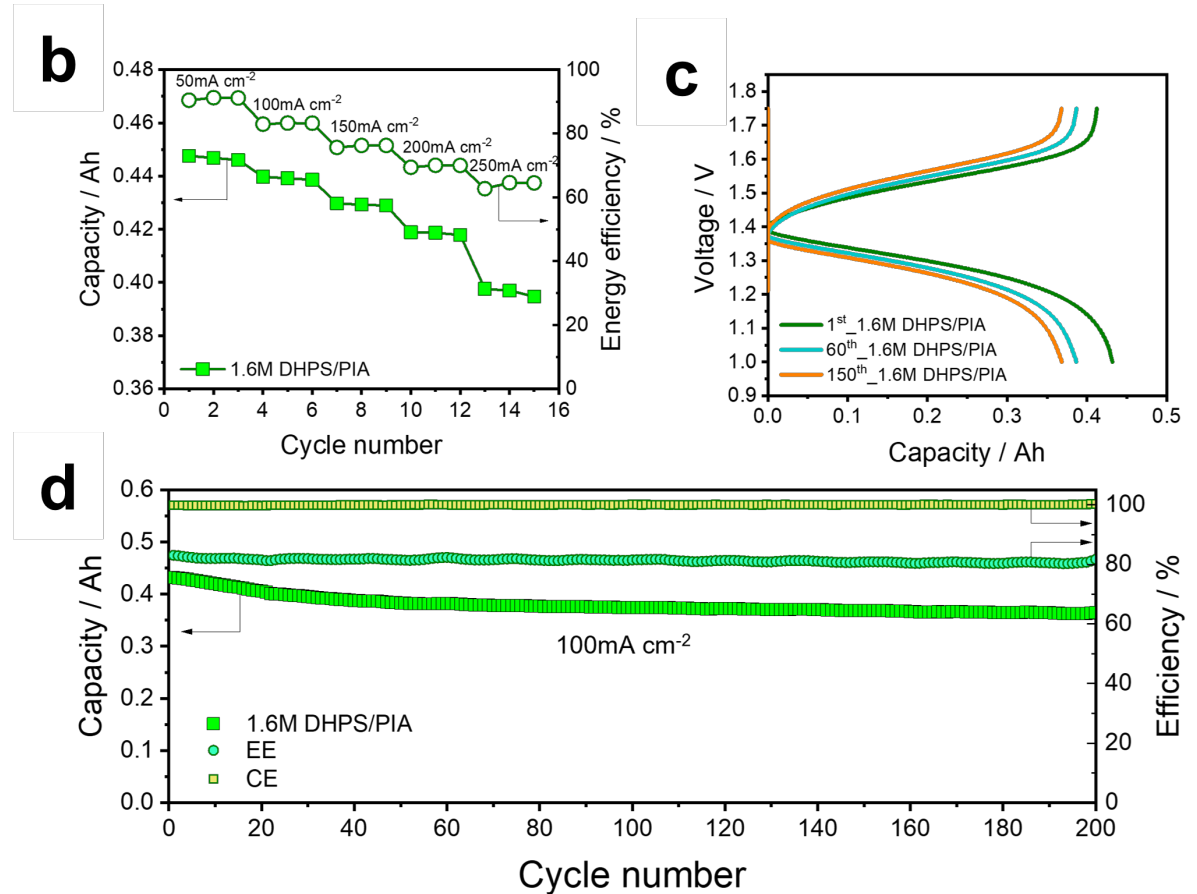 b
0.48
0.46
0.44
0.42
0.40
0.38
0.36
Capacity / Ah
100
80
60
40
20
0
Energy efficiency / %
50mA cm-2
100mA cm-2
150mA cm-2
200mA cm-2
250mA cm-2
1.6M DHPS/PIA
0 2 4 6 8 10 12 14 16
Cycle number
c
1.8
1.7
1.6
1.5
1.4
1.3
1.2
1.1
1.0
0.9
Voltage / V
1st_1.6M DHPS/PIA
60th_1.6M DHPS/PIA
150th_1.6M DHPS/PIA
0.0 0.1 0.2 0.3 0.4 0.5
Capacity / Ah
d
0.6
0.5
0.4
0.3
0.2
0.1
0.0
Capacity / Ah
100
80
60
40
20
0
Efficiency / %
100mA cm-2
1.6M DHPS/PIA
EE
CE
0 20 40 60 80 100 120 140 160 180 200
Cycle number